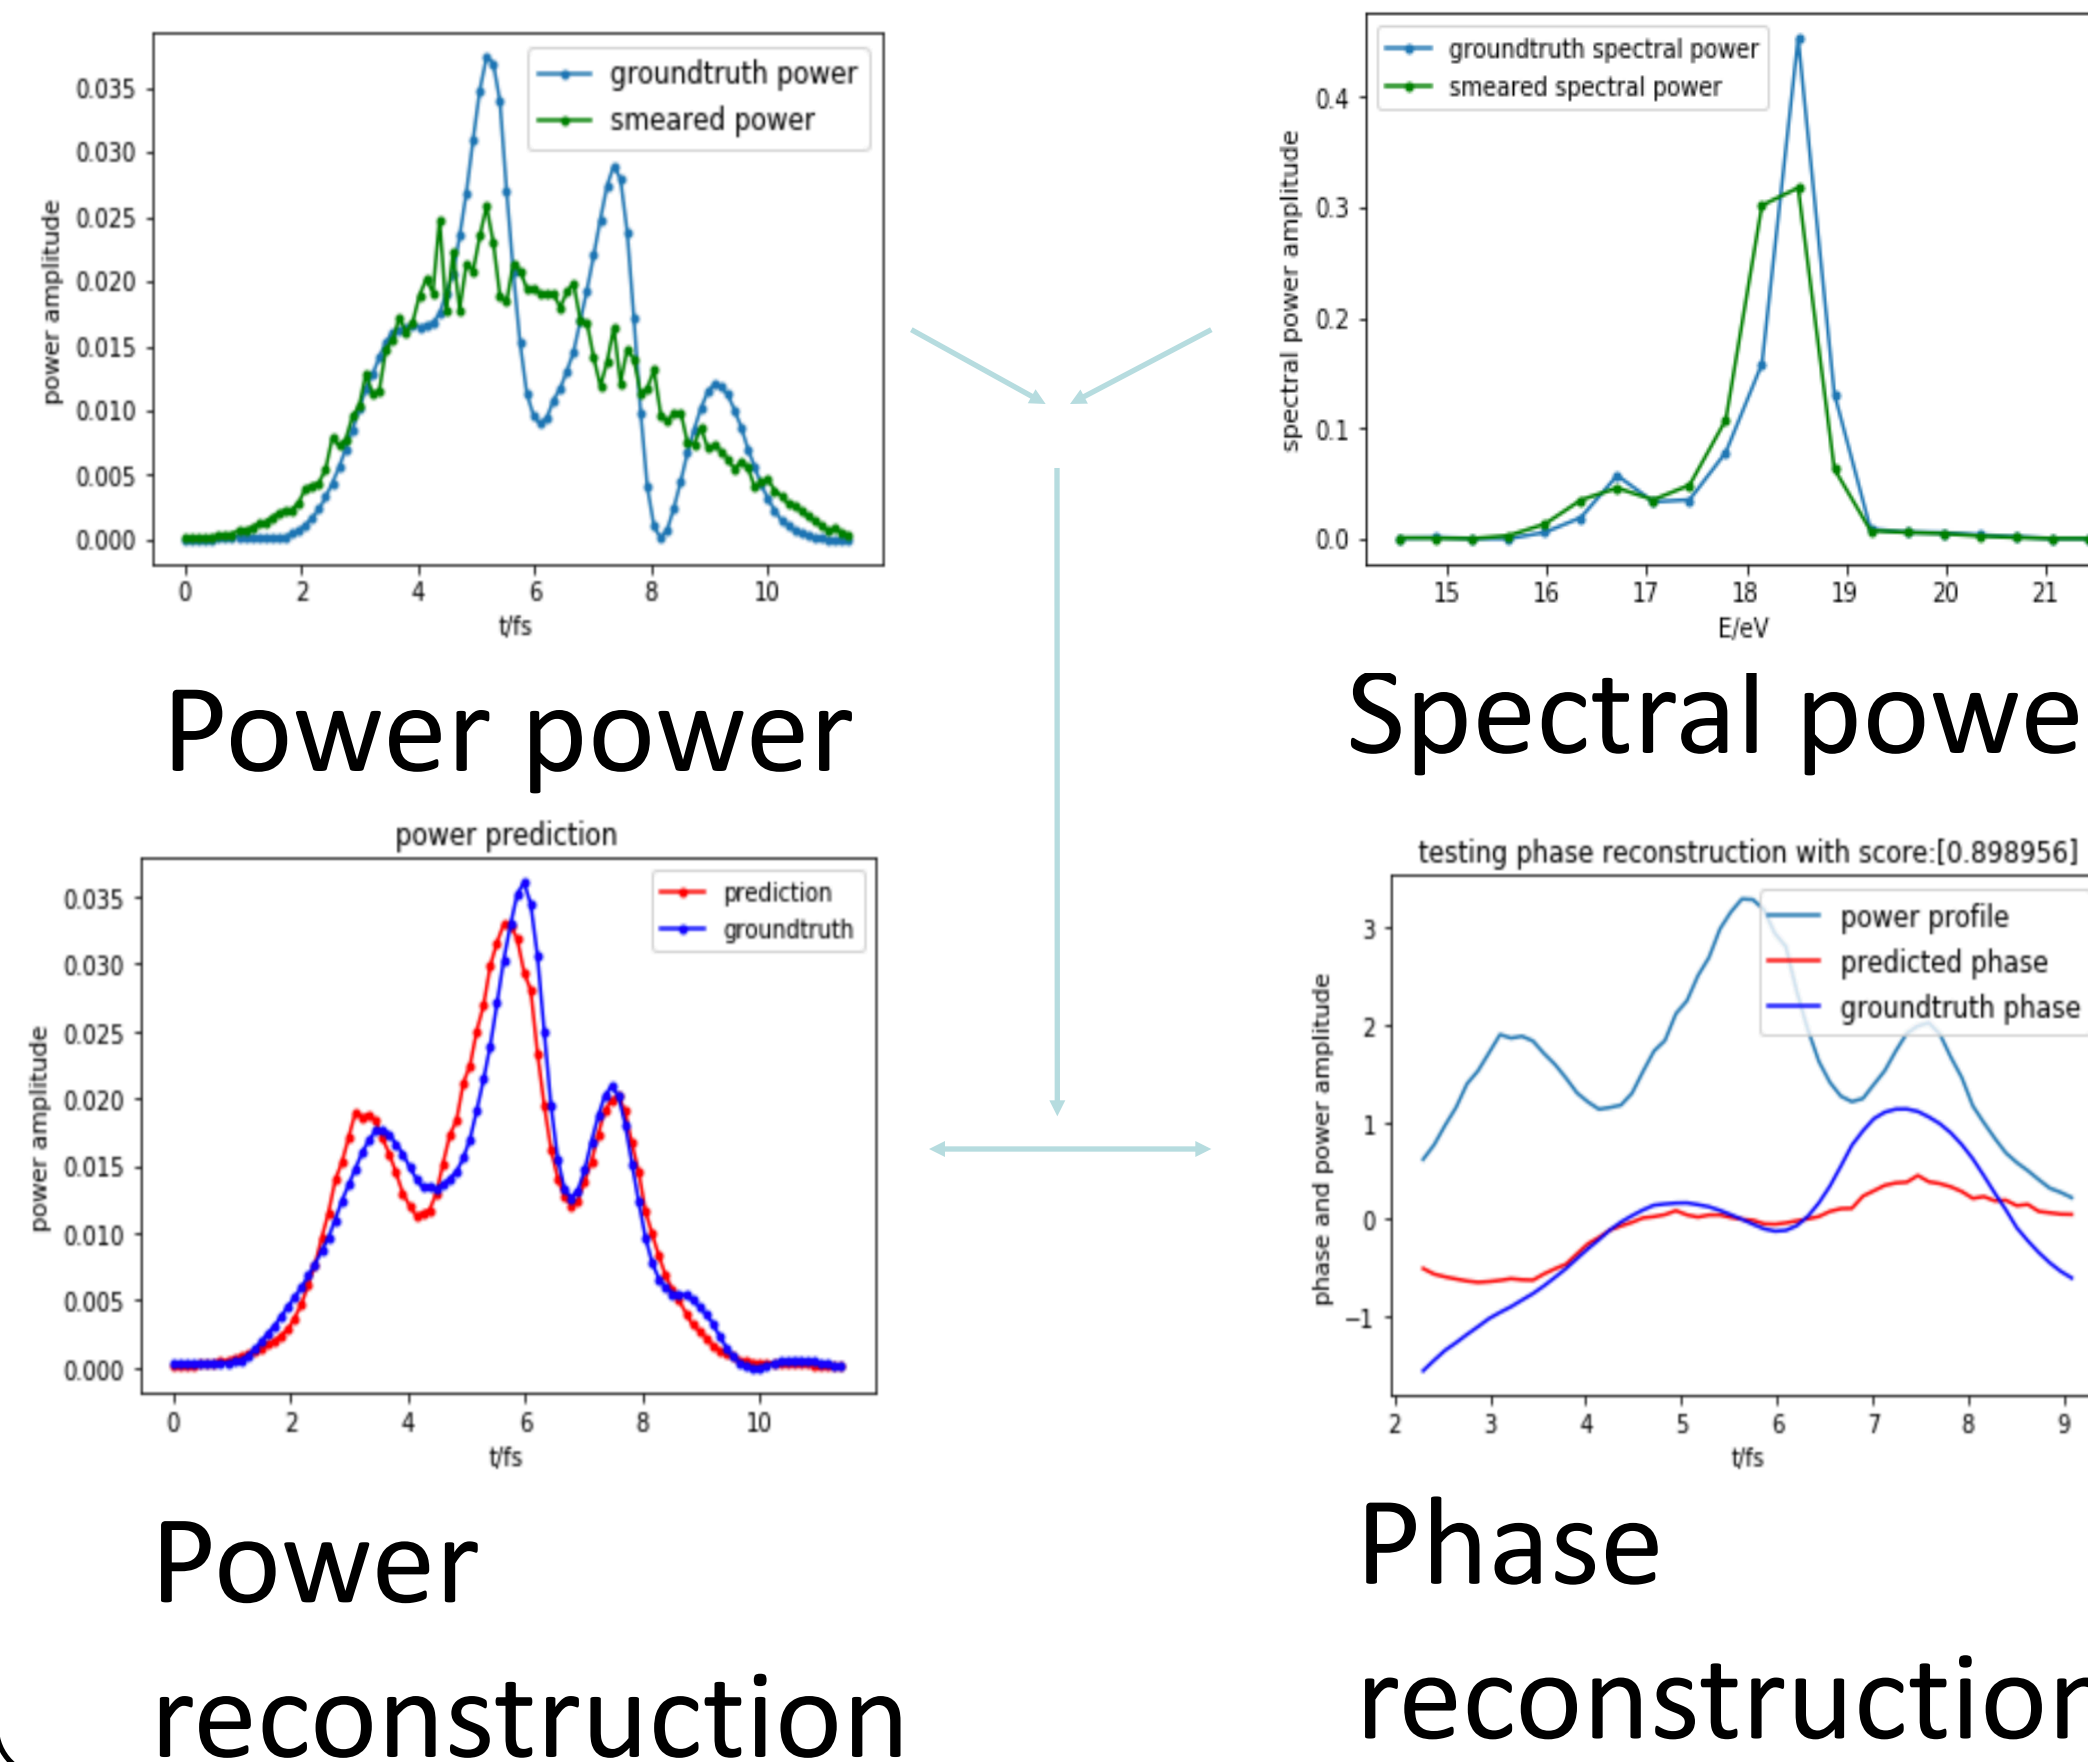 groundtruth power
smeared power
0.035
0.030
0.025
0.020
0.015
0.010
0.005
0.000
power amplitude
0 2 4 6 8 10
t/fs
Power power
groundtruth spectral power
smeared spectral power
0.4
0.3
0.2
0.1
0.0
spectral power amplitude
15 16 17 18 19 20 21
E/eV
Spectral powe
power prediction
prediction
groundtruth
0.035
0.030
0.025
0.020
0.015
0.010
0.005
0.000
power amplitude
0 2 4 6 8 10
t/fs
Power
reconstruction
testing phase reconstruction with score:[0.898956]
power profile
predicted phase
groundtruth phase
3
2
1
0
−1
phase and power amplitude
2 3 4 5 6 7 8 9
t/fs
Phase
reconstruction